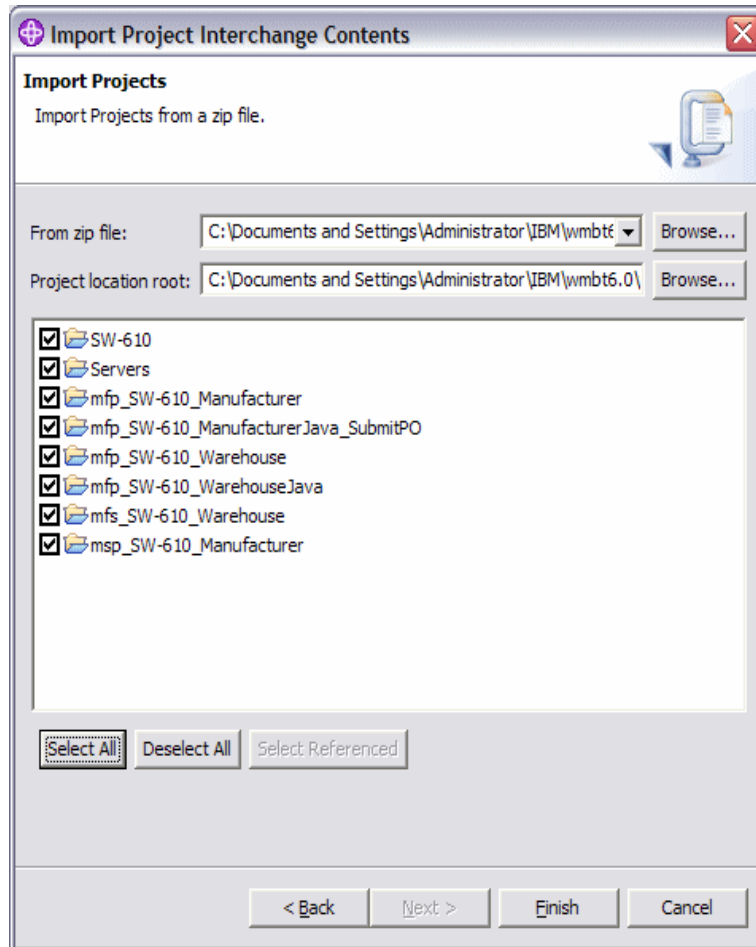 Import Project Interchange Contents
Import Projects
Import Projects from a zip file.
From zip file: C:\Documents and Settings\Administrator\IBM\wmbt6 Browse...
Project location root: C:\Documents and Settings\Administrator\IBM\wmbt6.0\ Browse...
SW-610
Servers
mfp_SW-610_Manufacturer
mfp_SW-610_ManufacturerJava_SubmitPO
mfp_SW-610_Warehouse
mfp_SW-610_WarehouseJava
mfs_SW-610_Warehouse
msp_SW-610_Manufacturer
Select All Deselect All Select Referenced
< Back Next > Finish Cancel